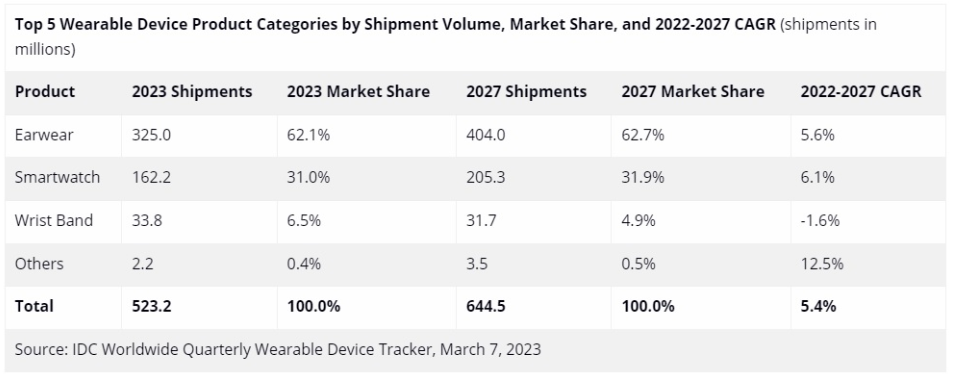 Top 5 Wearable Device Product Categories by Shipment Volume, Market Share, and 2022-2027 CAGR (shipments in
millions)
Product 2023 Shipments 2023 Market Share 2027 Shipments 2027 Market Share 2022-2027 CAGR
Earwear 325.0 62.1% 404.0 62.7% 5.6%
Smartwatch 162.2 31.0% 205.3 31.9% 6.1%
Wrist Band 33.8 6.5% 31.7 4.9% -1.6%
Others 2.2 0.4% 3.5 0.5% 12.5%
Total 523.2 100.0% 644.5 100.0% 5.4%
Source: IDC Worldwide Quarterly Wearable Device Tracker, March 7, 2023